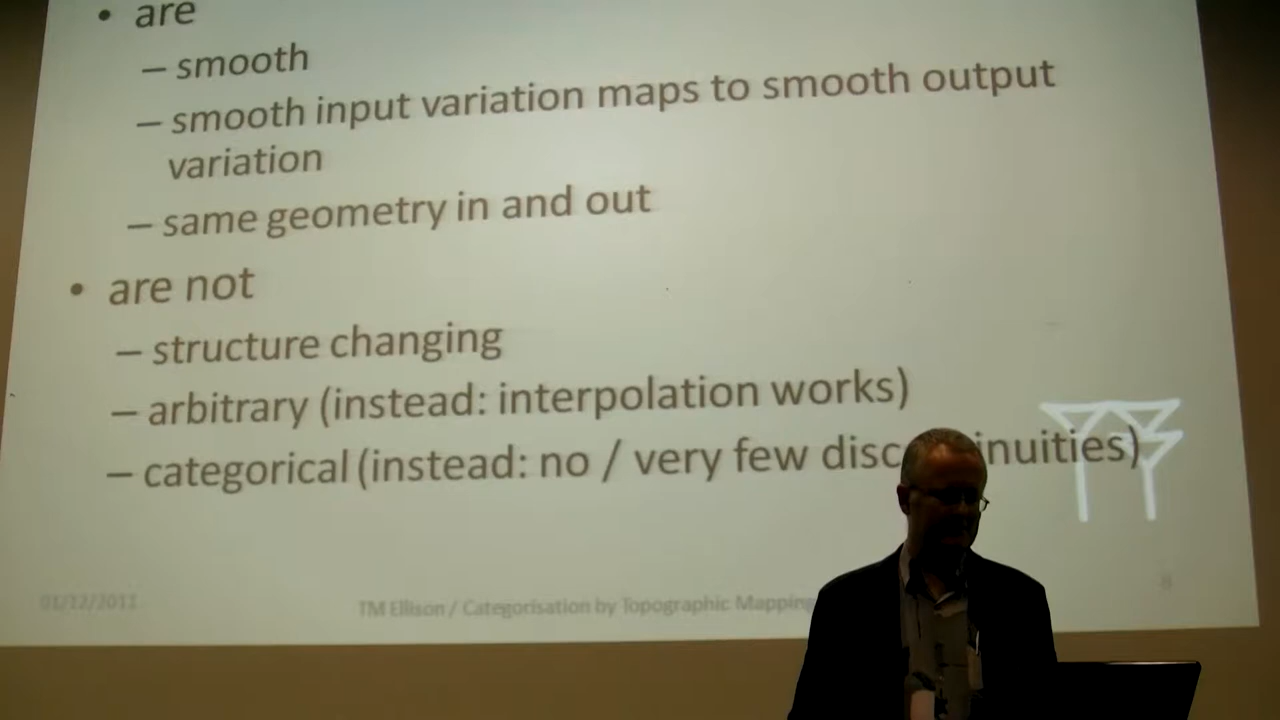 • are
– smooth
– smooth input variation maps to smooth output
variation
– same geometry in and out
• are not
– structure changing
– arbitrary (instead: interpolation works)
– categorical (instead: no / very few disc inuities)
TM Ellison / Categorisation by Topographic Mapping
8